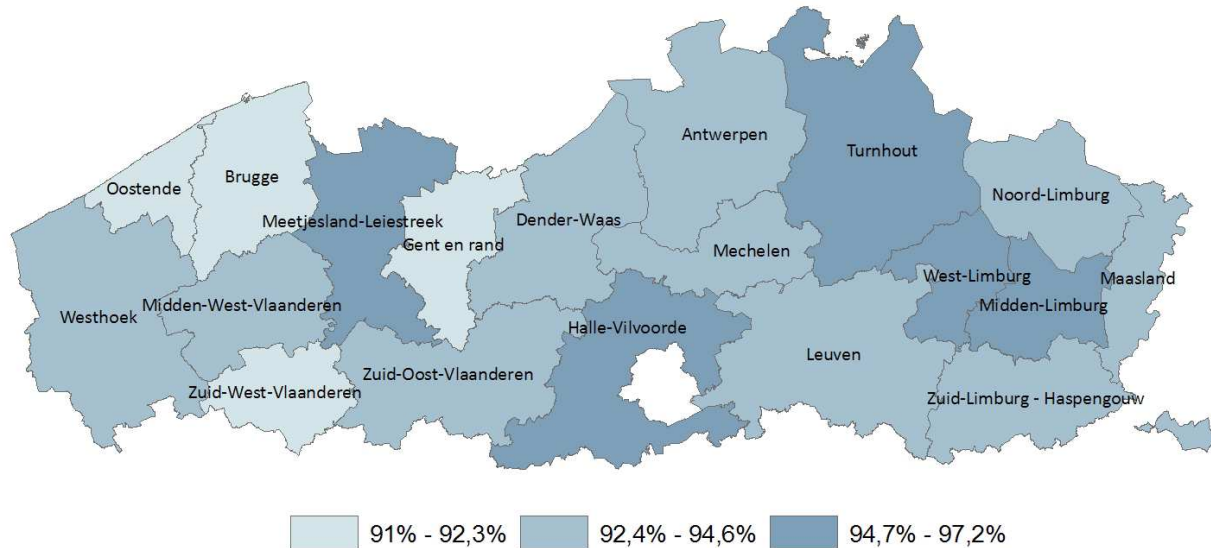 Antwerpen
Turnhout
Oostende
Brugge
Noord-Limburg
Meetjesland-Leiestreek
Dender-Waas
Gent en rand
Mechelen
West-Limburg
Maasland
Midden-West-Vlaanderen
Midden-Limburg
Westhoek
Halle-Vilvoorde
Leuven
Zuid-Oost-Vlaanderen
Zuid-West-Vlaanderen
Zuid-Limburg - Haspengouw
91% - 92,3%
92,4% - 94,6%
94,7% - 97,2%